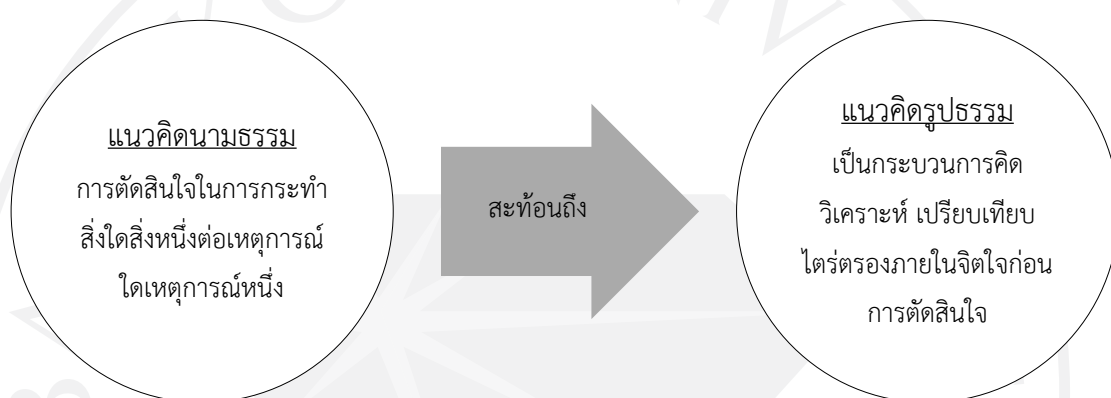 แนวคิดนามธรรม
การตัดสินใจในการกระทำ
สิ่งใดสิ่งหนึ่งต่อเหตุการณ์
ใดเหตุการณ์หนึ่ง
สะท้อนถึง
แนวคิดรูปธรรม
เป็นกระบวนการคิด
วิเคราะห์ เปรียบเทียบ
ไตร่ตรองภายในจิตใจก่อน
การตัดสินใจ